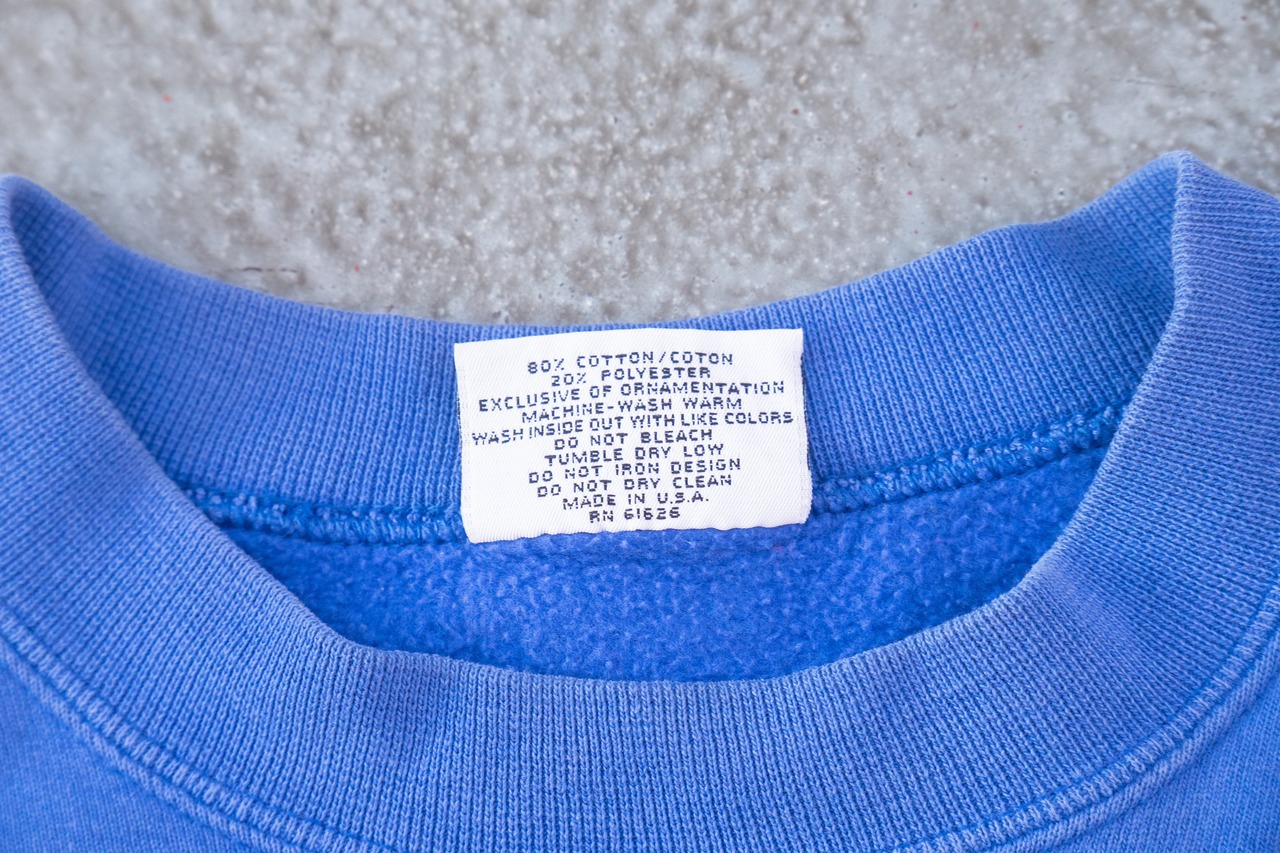 80% COTTON/COTON
20% POLYESTER
EXCLUSIVE OF ORNAMENTATION
MACHINE-WASH WARM
WASH INSIDE OUT WITH LIKE COLORS
DO NOT BLEACH
TUMBLE DRY LOW
DO NOT IRON DESIGN
DO NOT DRY CLEAN
MADE IN U.S.A.
RN 61626